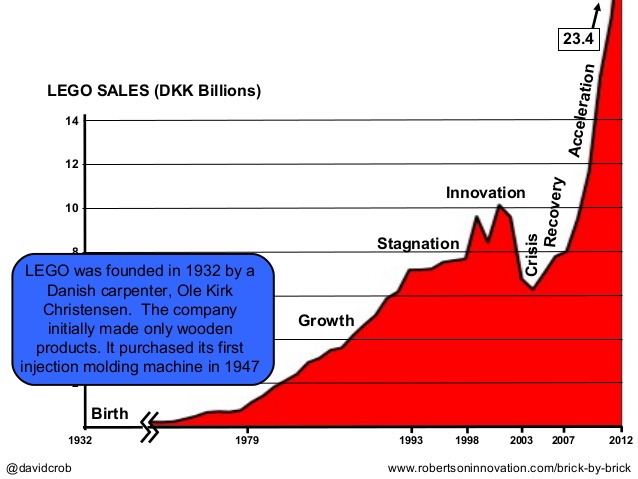 23.4
LEGO SALES (DKK Billions)
Acceleration
14
12
Innovation
10
Recovery
Stagnation
Crisis
8
LEGO was founded in 1932 by a
Danish carpenter, Ole Kirk
Christensen. The company
initially made only wooden
products. It purchased its first
injection molding machine in 1947
Growth
2
Birth
1932
1979
1993
1998
2003
2007
2012
@davidcrob
www.robertsoninnovation.com/brick-by-brick